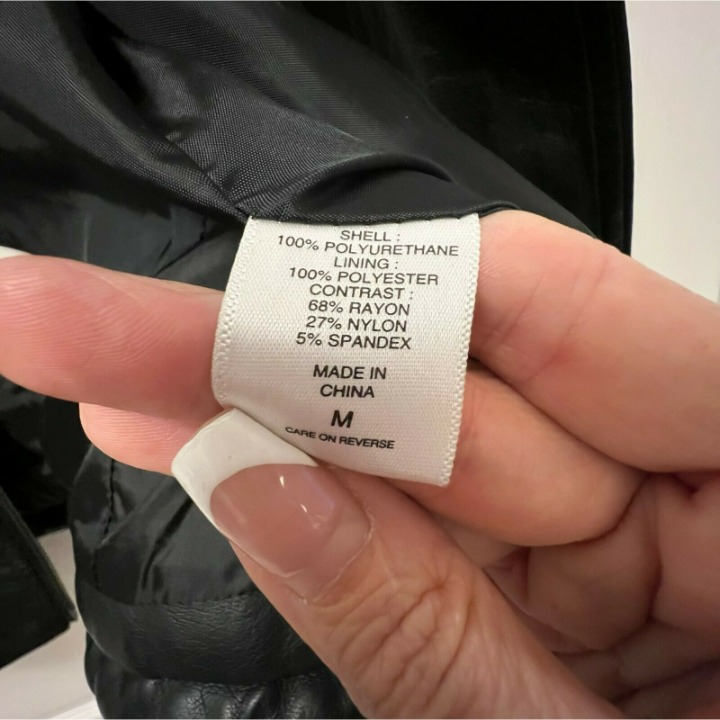 SHELL :
100% POLYURETHANE
LINING :
100% POLYESTER
CONTRAST :
68% RAYON
27% NYLON
5% SPANDEX
MADE IN
CHINA
M
CARE ON REVERSE